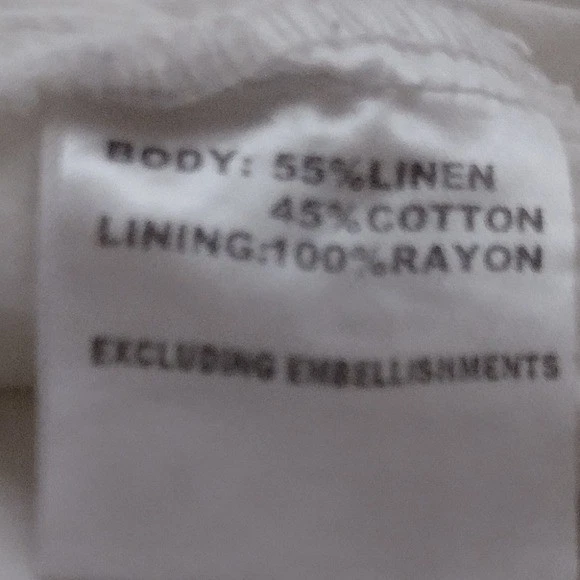 BODY: 55%LINEN
45%COTTON
LINING:100%RAYON
EXCLUDING EMBELLISHMENTS